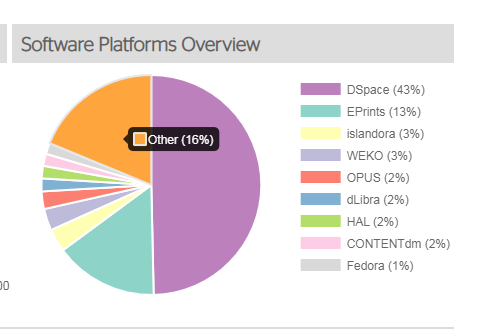 Software Platforms Overview
DSpace (43%)
EPrints (13%)
Other (16%)
islandora (3%)
WEKO (3%)
OPUS (2%)
dLibra (2%)
HAL (2%)
CONTENTdm (2%)
Fedora (1%)
00